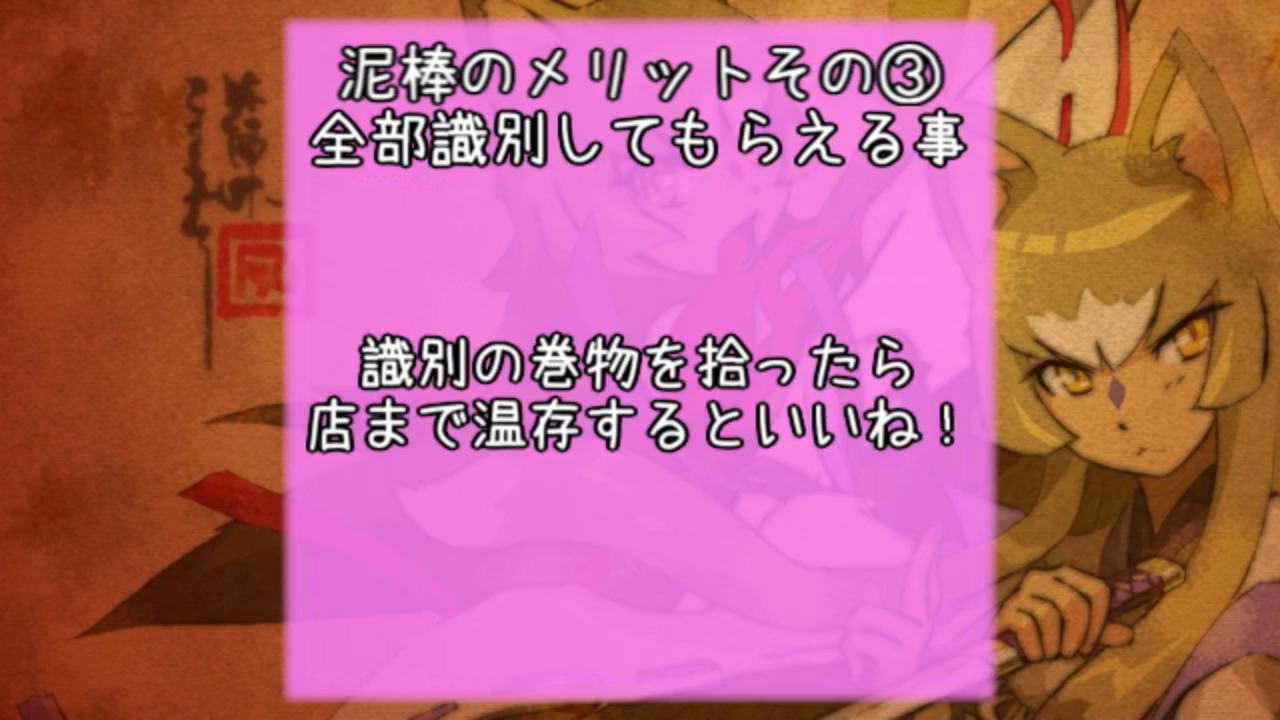 泥棒のメリットその③
全部識別してもらえる事
識別の巻物を拾ったら
店まで温存するといいね！